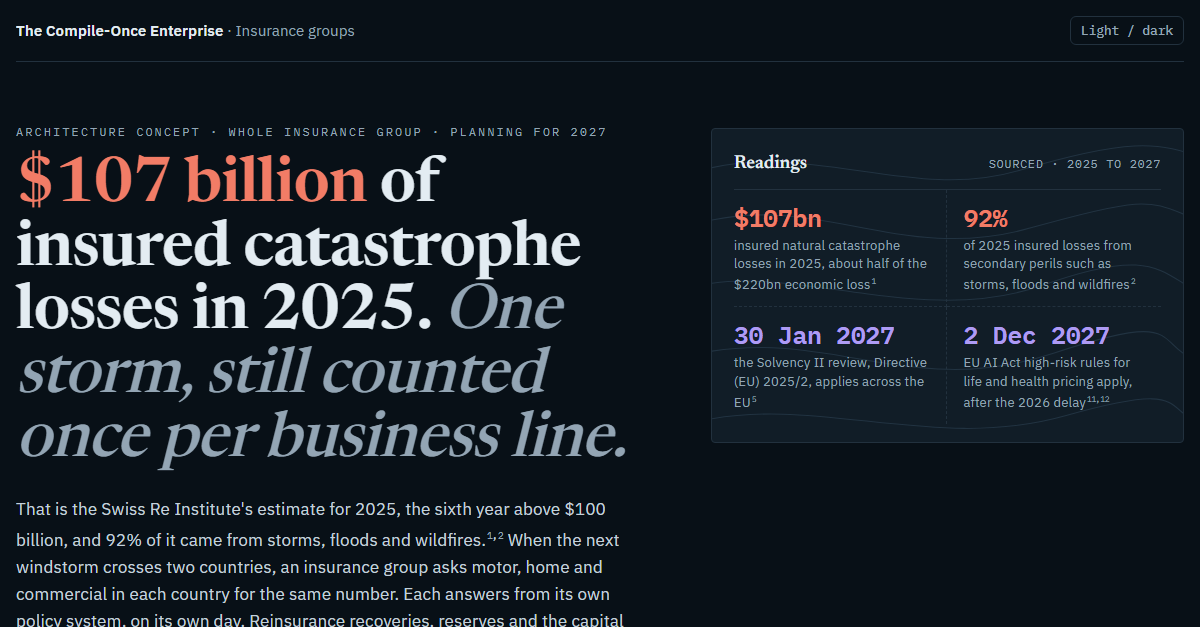 The Compile-Once Enterprise · Insurance groups
Light / dark
ARCHITECTURE CONCEPT · WHOLE INSURANCE GROUP · PLANNING FOR 2027
$107 billion of
insured catastrophe
losses in 2025. One
storm, still counted
once per business line.
That is the Swiss Re Institute's estimate for 2025, the sixth year above $100
billion, and 92% of it came from storms, floods and wildfires.1,2 When the next
windstorm crosses two countries, an insurance group asks motor, home and
commercial in each country for the same number. Each answers from its own
policy system, on its own day. Reinsurance recoveries, reserves and the capital
Readings
SOURCED · 2025 TO 2027
$107bn
insured natural catastrophe
losses in 2025, about half of the
$220bn economic loss1
92%
of 2025 insured losses from
secondary perils such as
storms, floods and wildfires2
30 Jan 2027
the Solvency II review, Directive
(EU) 2025/2, applies across the
EU5
2 Dec 2027
EU AI Act high-risk rules for
life and health pricing apply,
after the 2026 delay11,12